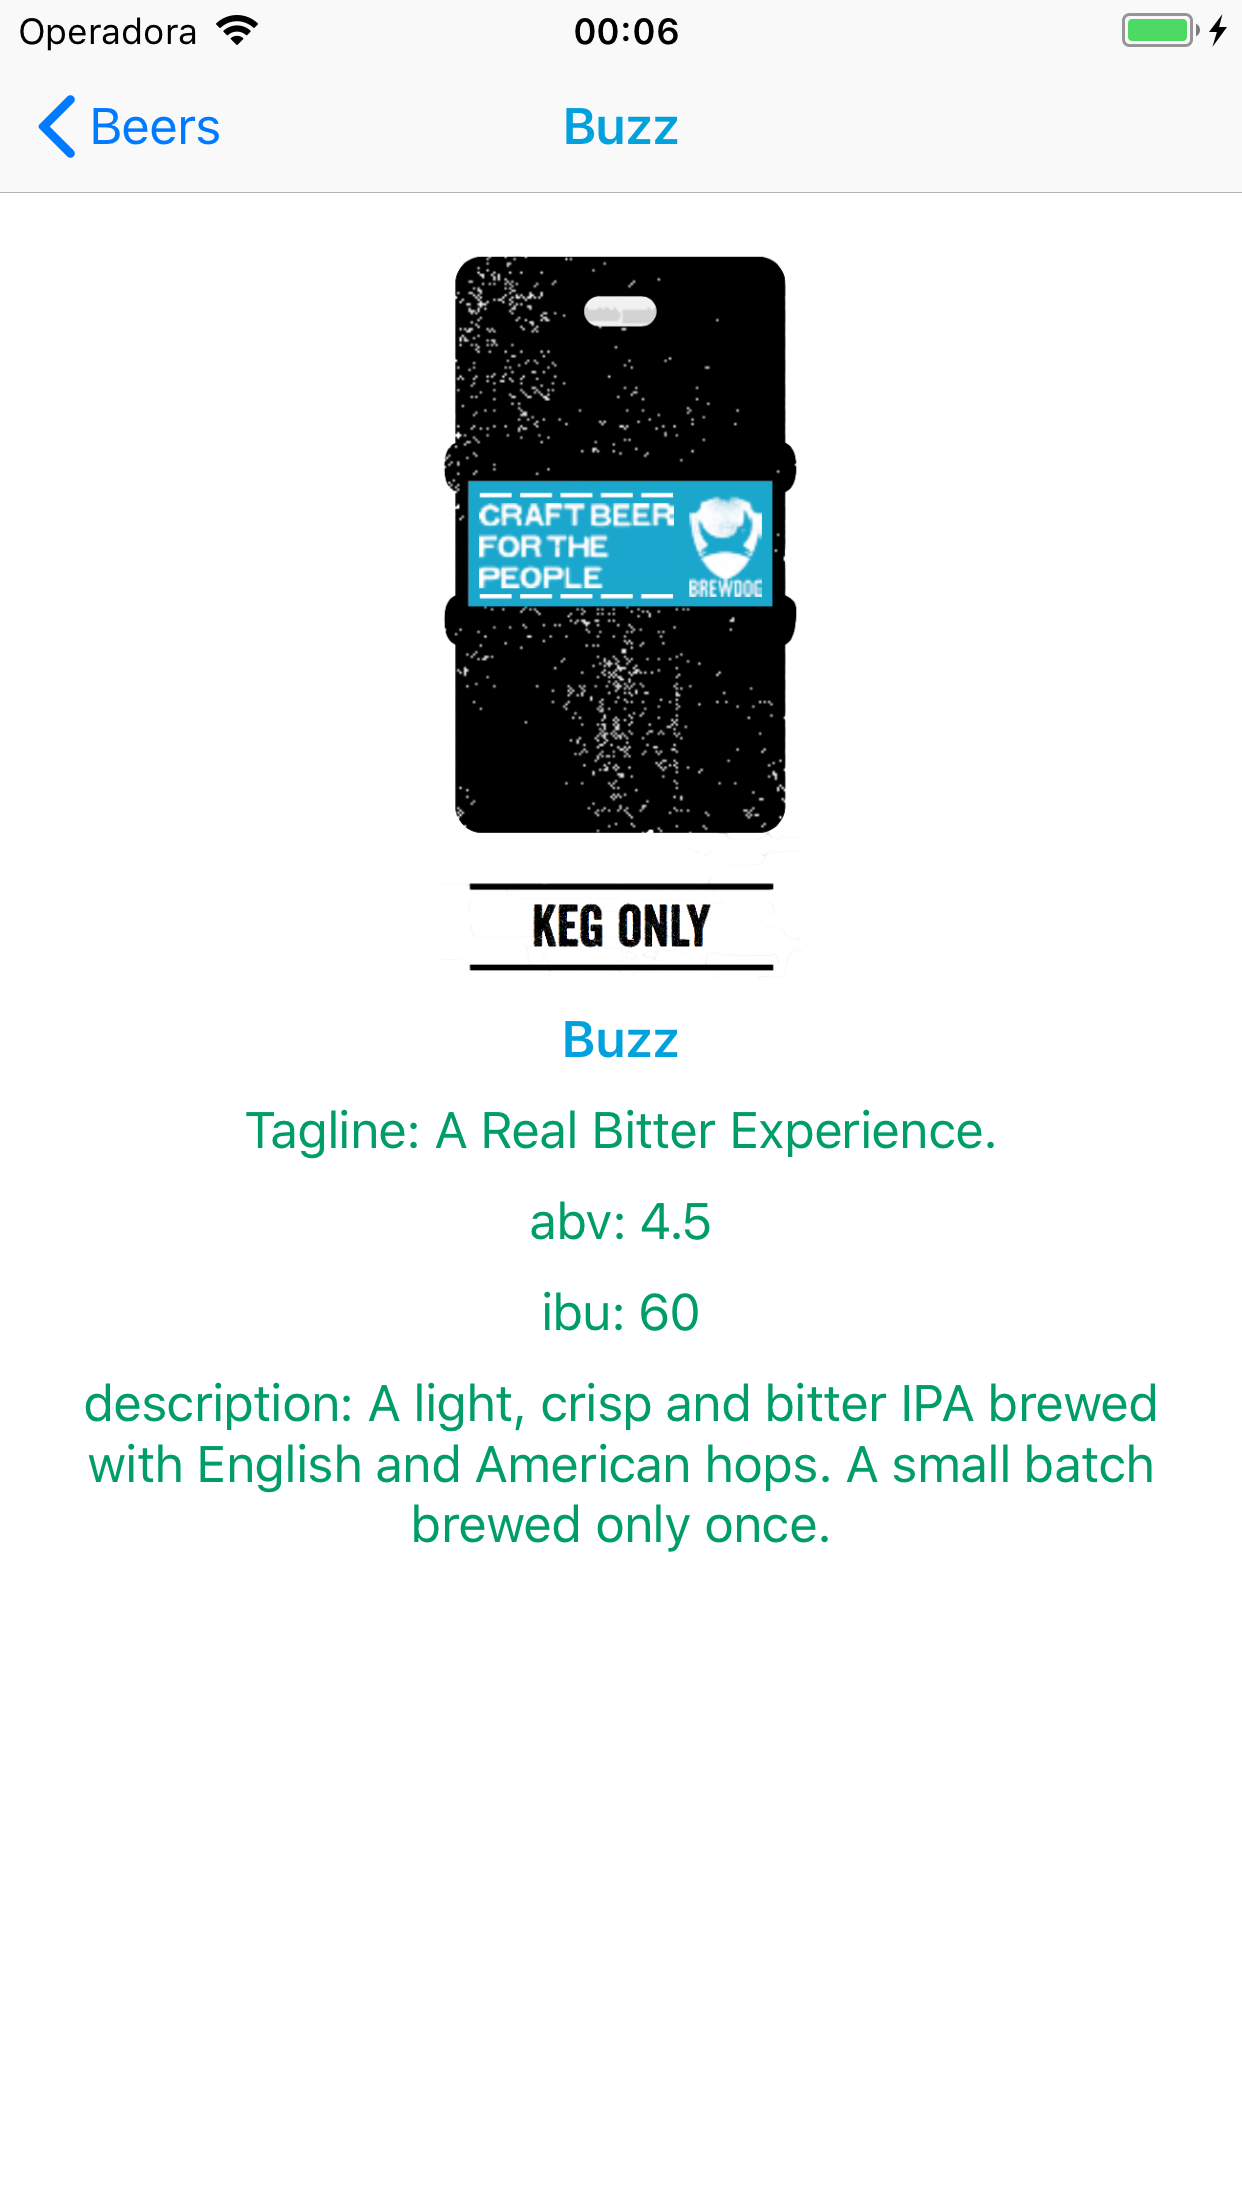 Operadora
00:06
Beers
Buzz
CRAFT BEER
FOR THE
PEOPLE
BREWDOG
KEG ONLY
Buzz
Tagline: A Real Bitter Experience.
abv: 4.5
ibu: 60
description: A light, crisp and bitter IPA brewed
with English and American hops. A small batch
brewed only once.